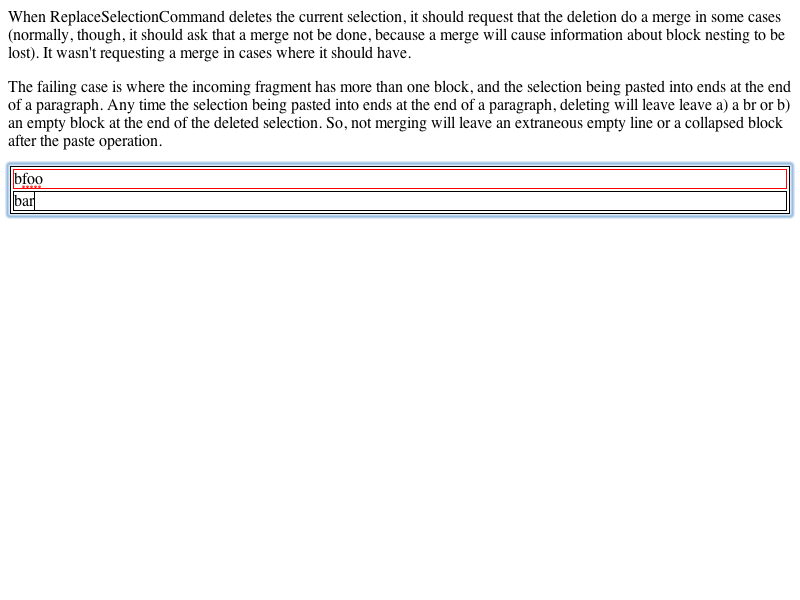 When ReplaceSelectionCommand deletes the current selection, it should request that the deletion do a merge in some cases
(normally, though, it should ask that a merge not be done, because a merge will cause information about block nesting to be
lost). It wasn't requesting a merge in cases where it should have.
The failing case is where the incoming fragment has more than one block, and the selection being pasted into ends at the end
of a paragraph. Any time the selection being pasted into ends at the end of a paragraph, deleting will leave leave a) a br or b)
an empty block at the end of the deleted selection. So, not merging will leave an extraneous empty line or a collapsed block
after the paste operation.
bfoo
bar